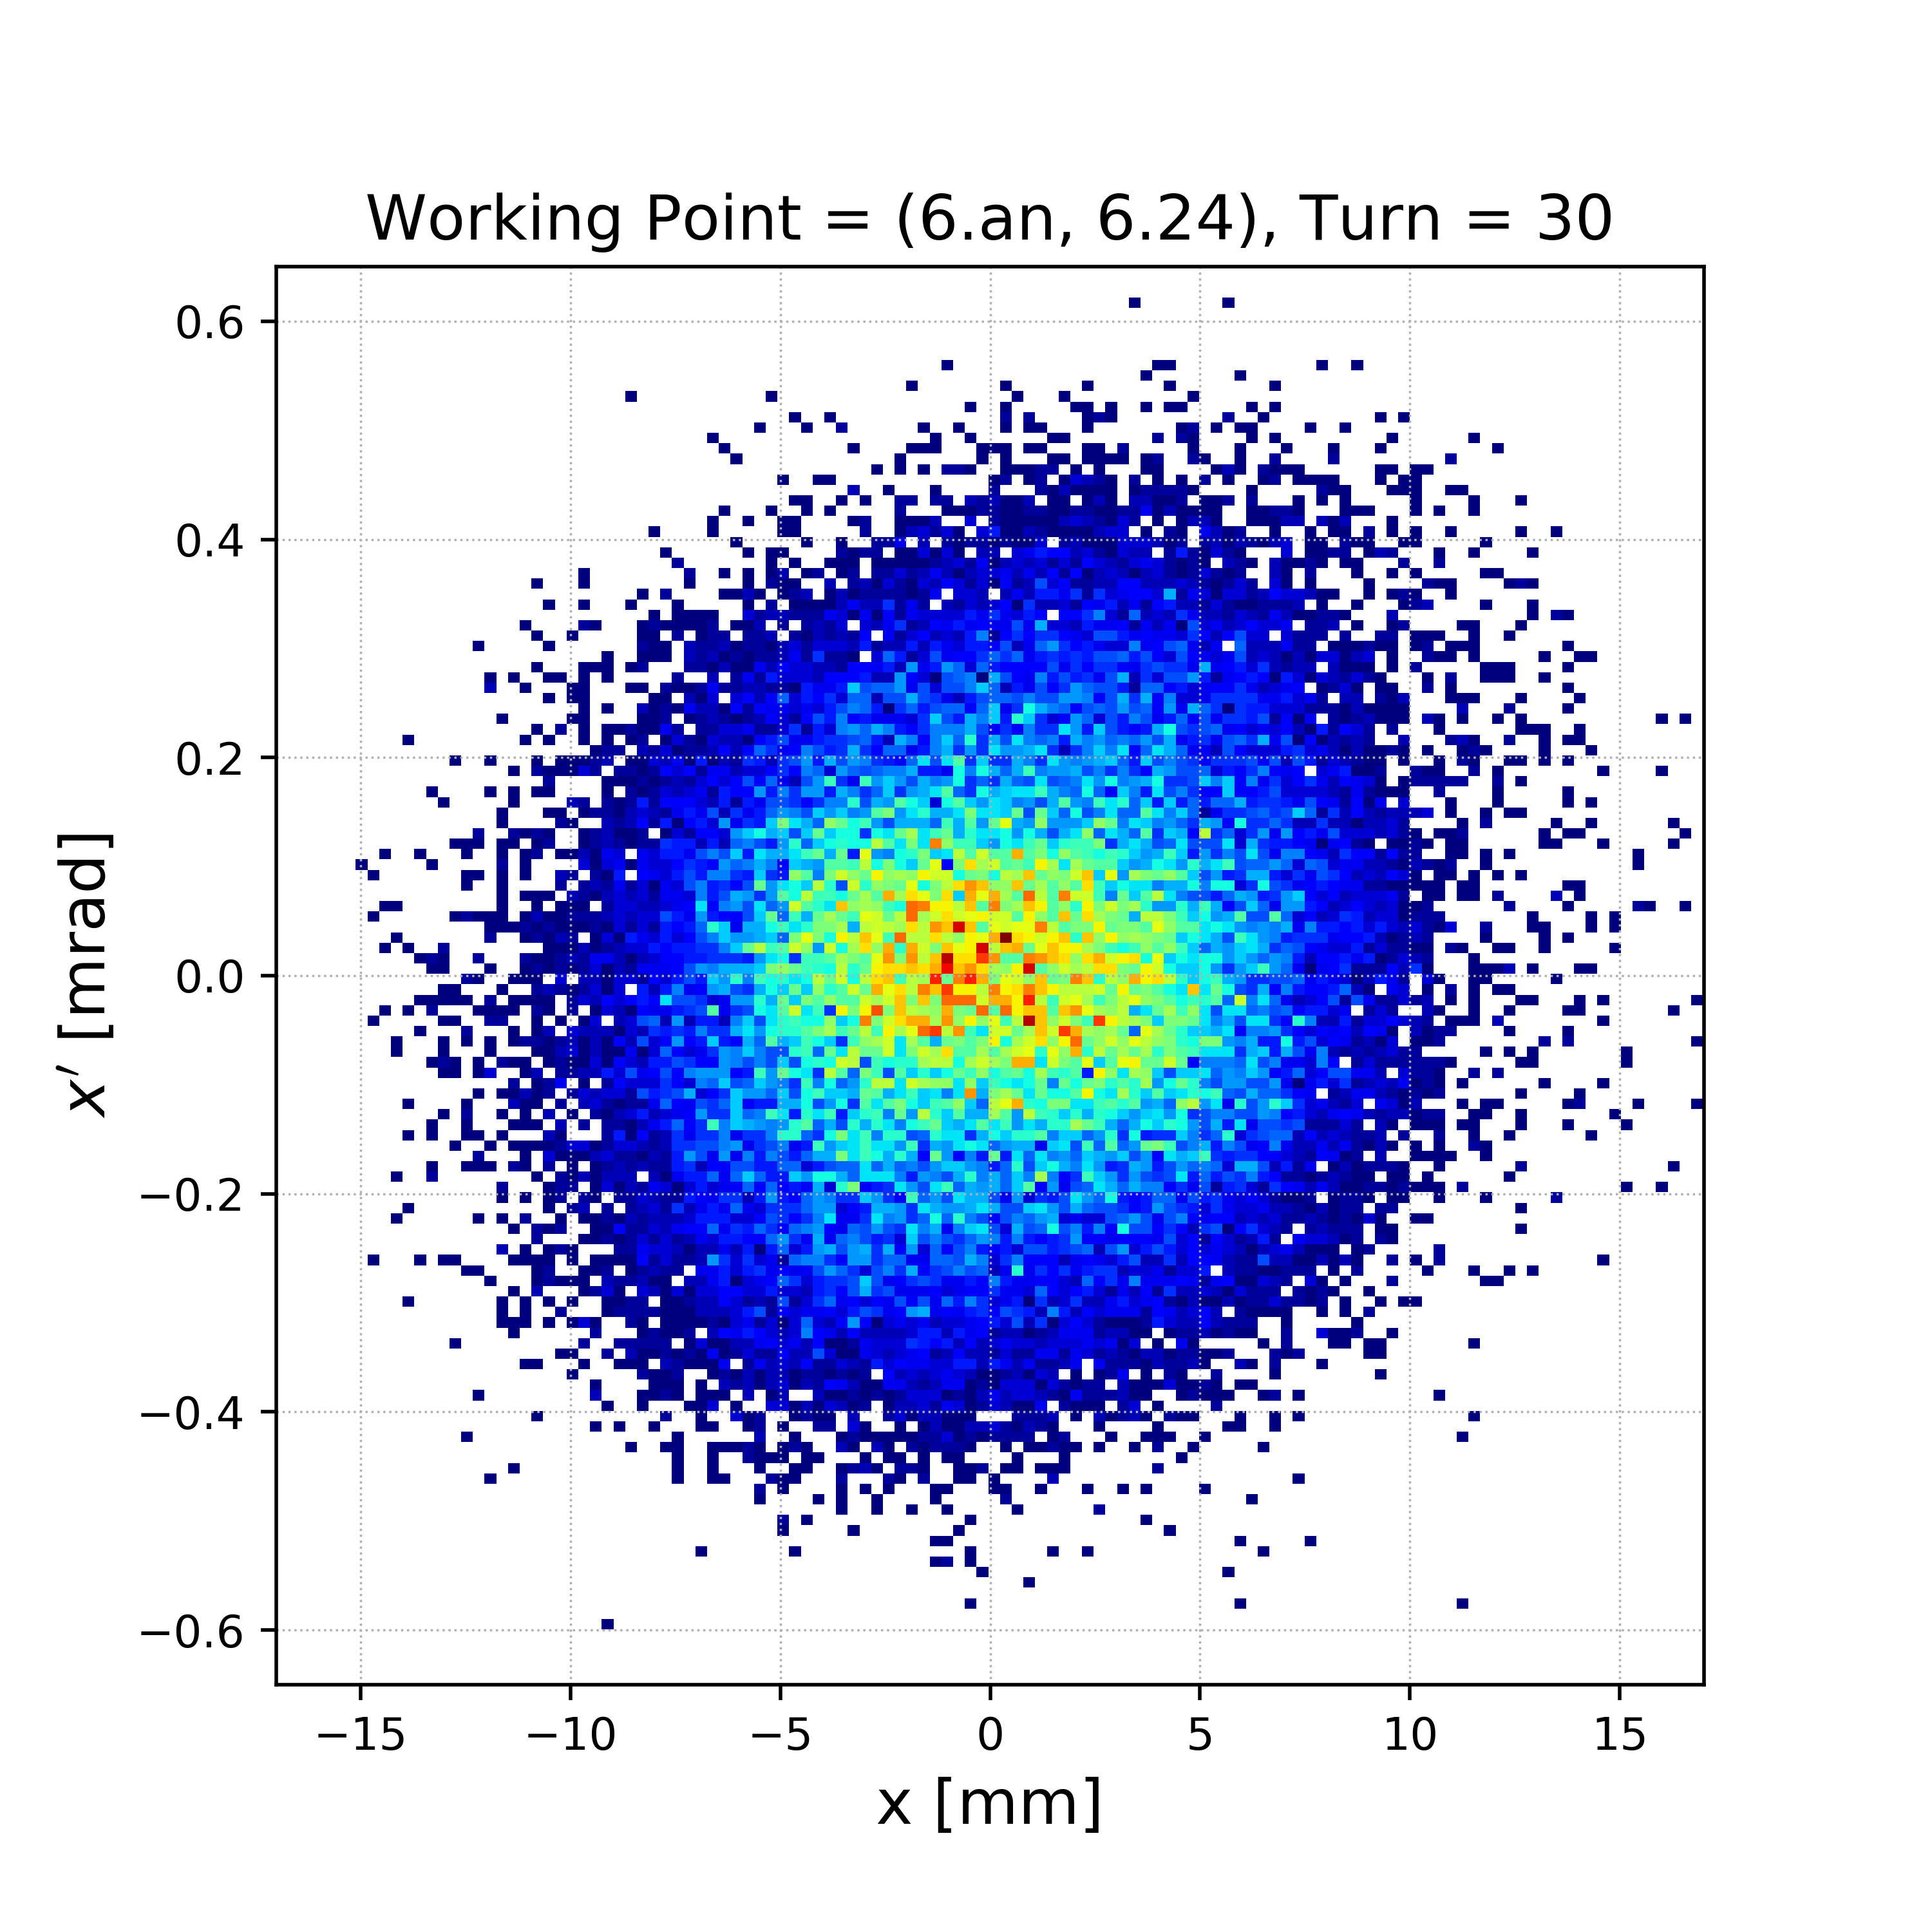 Working Point = (6.an, 6.24), Turn = 30
0.6
0.4
0.2
0.0
−0.2
−0.4
−0.6
x′ [mrad]
−15 −10 −5 0 5 10 15
x [mm]